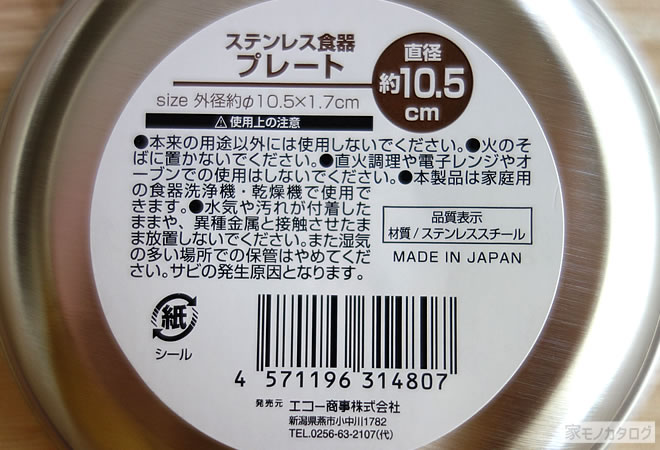 ステンレス食器
プレート
直径
約10.5
cm
size 外径約φ10.5×1.7cm
⚠使用上の注意
●本来の用途以外には使用しないでください。●火のそ
ばに置かないでください。●直火調理や電子レンジやオ
ーブンでの使用はしないでください。●本製品は家庭用
の食器洗浄機・乾燥機で使用で
きます。●水気や汚れが付着した
ままや、異種金属と接触させたま
ま放置しないでください。また湿気
の多い場所での保管はやめてくだ
さい。サビの発生原因となります。
品質表示
材質/ステンレススチール
MADE IN JAPAN
紙
シール
4 571196 314807
発売元 エコー商事株式会社
新潟県燕市小中川1782
TEL.0256-63-2107(代)
家モノカタログ